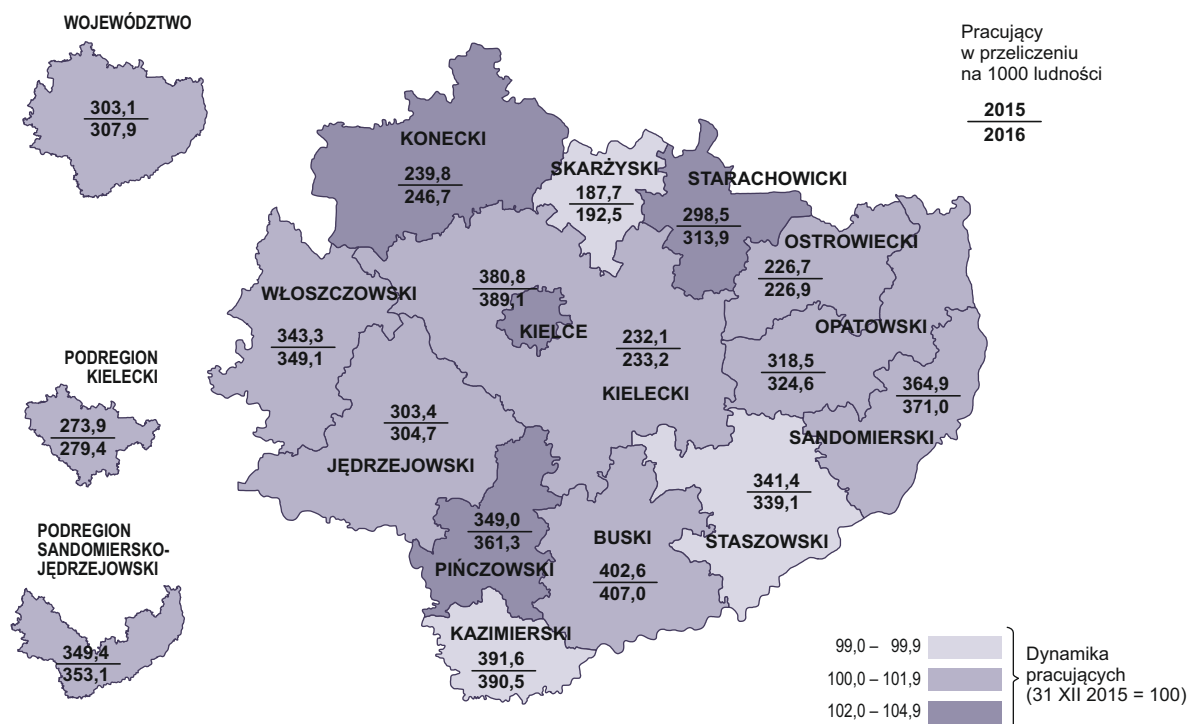 WOJEWÓDZTWO
303,1
307,9
Pracujący
w przeliczeniu
na 1000 ludności
2015
2016
KONECKI
239,8
246,7
SKARŻYSKI
187,7
192,5
STARACHOWICKI
298,5
313,9
OSTROWIECKI
226,7
226,9
WŁOSZCZOWSKI
343,3
349,1
380,8
389,1
KIELCE
232,1
233,2
KIELECKI
OPATOWSKI
318,5
324,6
364,9
371,0
SANDOMIERSKI
PODREGION
KIELECKI
273,9
279,4
303,4
304,7
JĘDRZEJOWSKI
341,4
339,1
STASZOWSKI
349,0
361,3
PIŃCZOWSKI
BUSKI
402,6
407,0
PODREGION
SANDOMIERSKO-
JĘDRZEJOWSKI
349,4
353,1
KAZIMIERSKI
391,6
390,5
99,0 – 99,9
100,0 – 101,9
102,0 – 104,9
Dynamika
pracujących
(31 XII 2015 = 100)